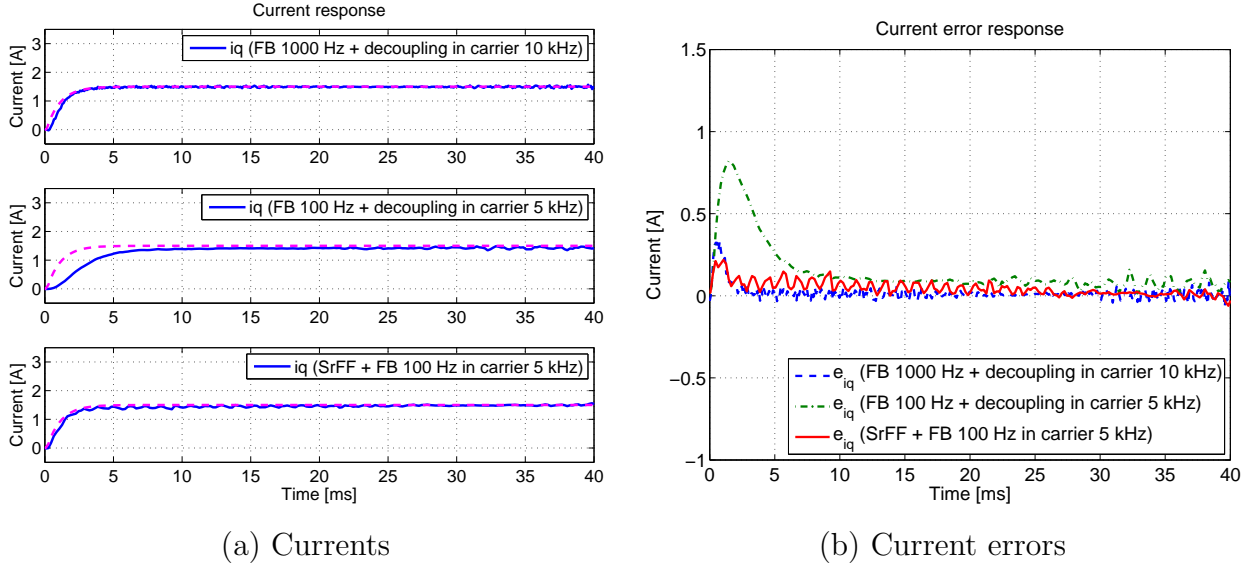 Current response
Current [A]
3
2
1
0
iq (FB 1000 Hz + decoupling in carrier 10 kHz)
0 5 10 15 20 25 30 35 40
Current [A]
3
2
1
0
iq (FB 100 Hz + decoupling in carrier 5 kHz)
0 5 10 15 20 25 30 35 40
Current [A]
3
2
1
0
iq (SrFF + FB 100 Hz in carrier 5 kHz)
0 5 10 15 20 25 30 35 40
Time [ms]
(a) Currents
Current error response
Current [A]
1.5
1
0.5
0
−0.5
−1
e_iq (FB 1000 Hz + decoupling in carrier 10 kHz)
e_iq (FB 100 Hz + decoupling in carrier 5 kHz)
e_iq (SrFF + FB 100 Hz in carrier 5 kHz)
0 5 10 15 20 25 30 35 40
Time [ms]
(b) Current errors